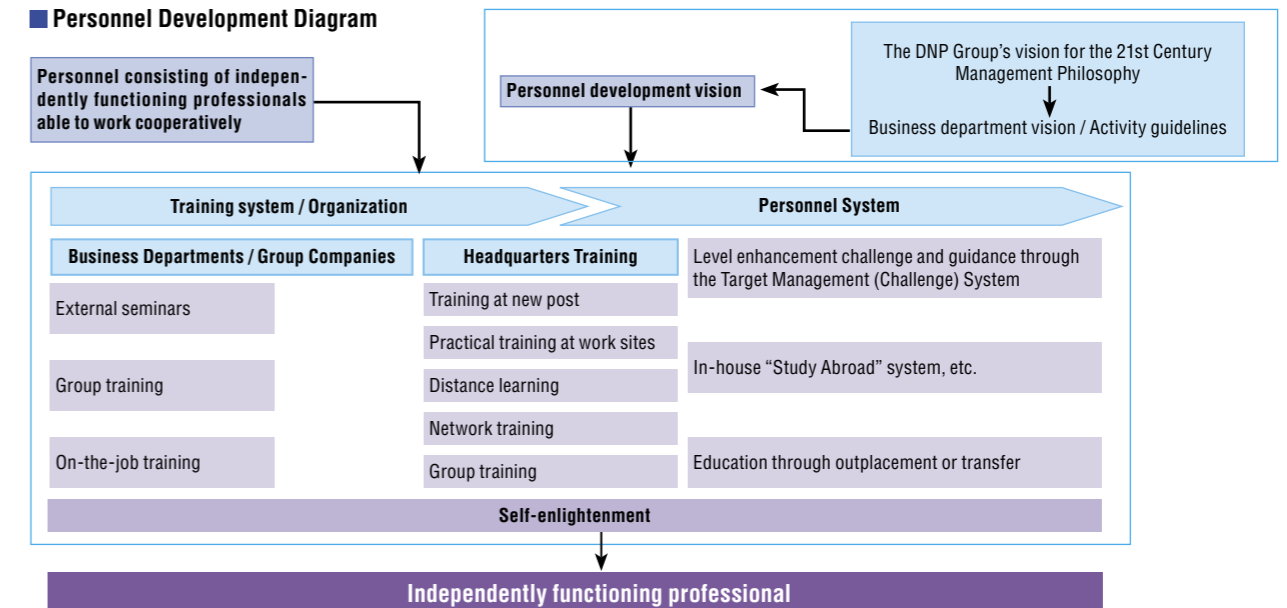 Personnel Development Diagram
Personnel consisting of indepen-
dently functioning professionals
able to work cooperatively
Personnel development vision
The DNP Group’s vision for the 21st Century
Management Philosophy
Business department vision / Activity guidelines
Training system / Organization
Personnel System
Business Departments / Group Companies
External seminars
Group training
On-the-job training
Headquarters Training
Training at new post
Practical training at work sites
Distance learning
Network training
Group training
Level enhancement challenge and guidance through
the Target Management (Challenge) System
In-house “Study Abroad” system, etc.
Education through outplacement or transfer
Self-enlightenment
Independently functioning professional